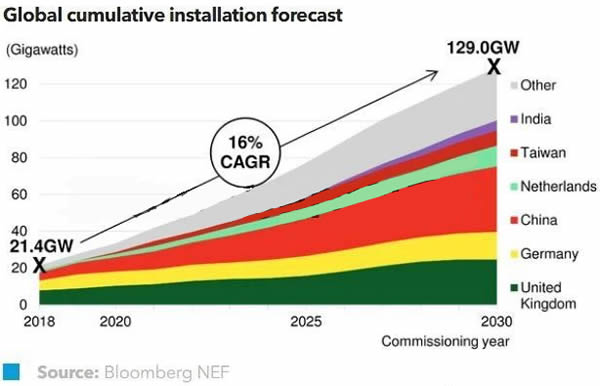 Global cumulative installation forecast
(Gigawatts)
129.0GW
X
120
100
80
60
40
20
0
16%
CAGR
21.4GW
X
Other
India
Taiwan
Netherlands
China
Germany
United
Kingdom
2018
2020
2025
2030
Commissioning year
Source: Bloomberg NEF